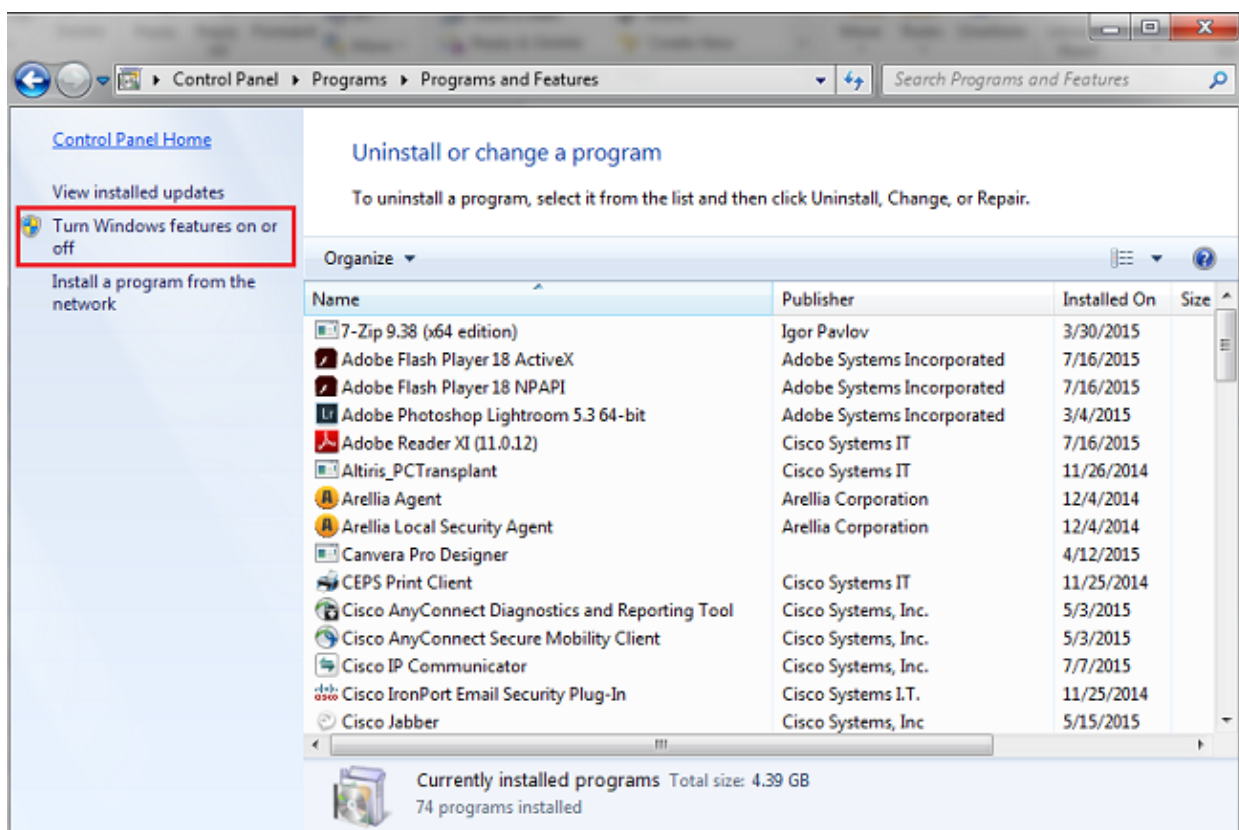 Control Panel Programs Programs and Features
Search Programs and Features
Control Panel Home
View installed updates
Turn Windows features on or
off
Install a program from the
network
Uninstall or change a program
To uninstall a program, select it from the list and then click Uninstall, Change, or Repair.
Organize
Name Publisher Installed On Size
7-Zip 9.38 (x64 edition) Igor Pavlov 3/30/2015
Adobe Flash Player 18 ActiveX Adobe Systems Incorporated 7/16/2015
Adobe Flash Player 18 NPAPI Adobe Systems Incorporated 7/16/2015
Lr Adobe Photoshop Lightroom 5.3 64-bit Adobe Systems Incorporated 3/4/2015
Adobe Reader XI (11.0.12) Cisco Systems IT 7/16/2015
Altiris_PCTransplant Cisco Systems IT 11/26/2014
Arellia Agent Arellia Corporation 12/4/2014
Arellia Local Security Agent Arellia Corporation 12/4/2014
Canvera Pro Designer 4/12/2015
CEPS Print Client Cisco Systems IT 11/25/2014
Cisco AnyConnect Diagnostics and Reporting Tool Cisco Systems, Inc. 5/3/2015
Cisco AnyConnect Secure Mobility Client Cisco Systems, Inc. 5/3/2015
Cisco IP Communicator Cisco Systems, Inc. 7/7/2015
Cisco IronPort Email Security Plug-In Cisco Systems I.T. 11/25/2014
Cisco Jabber Cisco Systems, Inc 5/15/2015
Currently installed programs Total size: 4.39 GB
74 programs installed